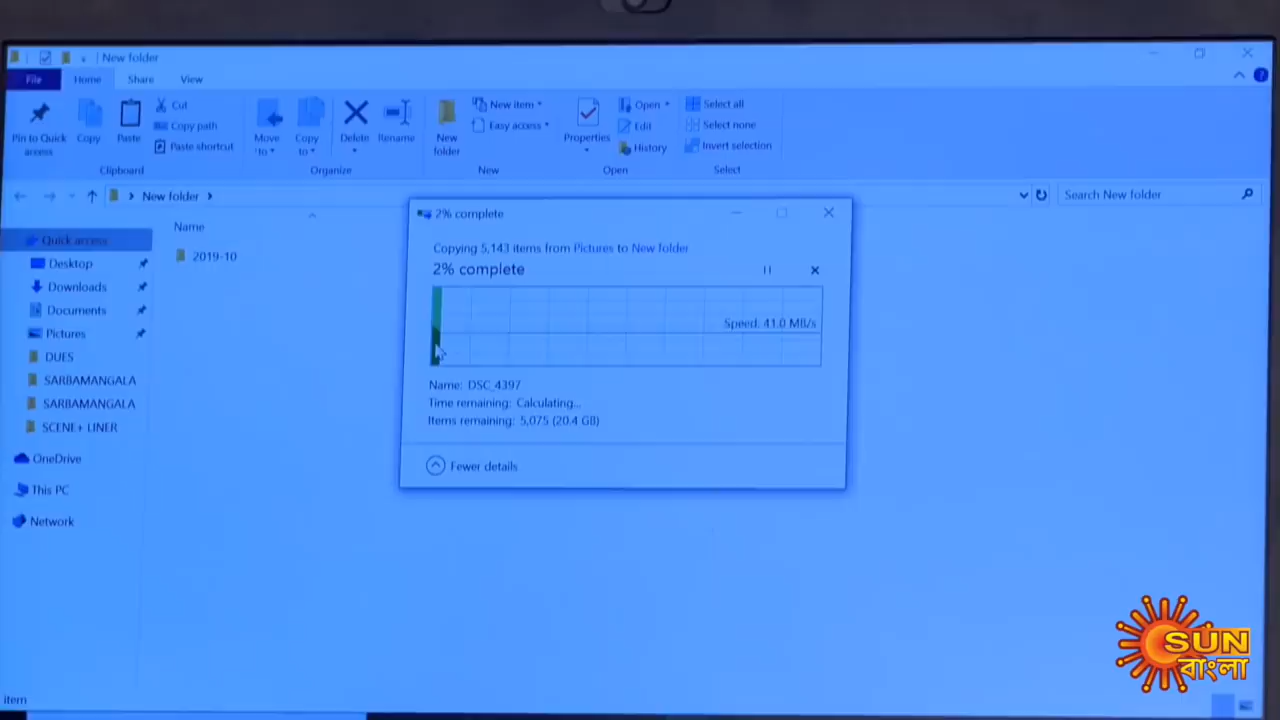 New folder
File Home Share View
Pin to Quick access
Copy
Paste
Cut
Copy path
Paste shortcut
Clipboard
Move to
Copy to
Delete
Rename
Organize
New folder
New item
Easy access
New
Properties
Open
Edit
History
Open
Select all
Select none
Invert selection
Select
New folder
Search New folder
Quick access
Desktop
Downloads
Documents
Pictures
DUES
SARBAMANGALA
SARBAMANGALA
SCENE+ LINER
OneDrive
This PC
Network
Name
2019-10
2% complete
Copying 5,143 items from Pictures to New folder
2% complete
Speed: 41.0 MB/s
Name: DSC_4397
Time remaining: Calculating...
Items remaining: 5,075 (20.4 GB)
Fewer details
item
SUN
বাংলা